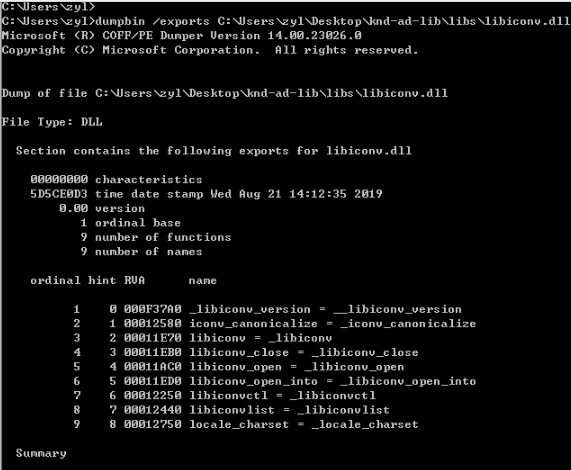 C:\Users\zyl>
C:\Users\zyl>dumpbin /exports C:\Users\zyl\Desktop\knd-ad-lib\libs\libiconv.dll
Microsoft (R) COFF/PE Dumper Version 14.00.23026.0
Copyright (C) Microsoft Corporation.  All rights reserved.
Dump of file C:\Users\zyl\Desktop\knd-ad-lib\libs\libiconv.dll
File Type: DLL
Section contains the following exports for libiconv.dll
00000000 characteristics
5D5CE0D3 time date stamp Wed Aug 21 14:12:35 2019
0.00 version
1 ordinal base
9 number of functions
9 number of names
ordinal hint RVA      name
1    0 000F37A0 _libiconv_version = __libiconv_version
2    1 00012580 iconv_canonicalize = _iconv_canonicalize
3    2 00011E70 libiconv = _libiconv
4    3 00011EB0 libiconv_close = _libiconv_close
5    4 00011AC0 libiconv_open = _libiconv_open
6    5 00011ED0 libiconv_open_into = _libiconv_open_into
7    6 00012250 libiconvctl = _libiconvctl
8    7 00012440 libiconvlist = _libiconvlist
9    8 00012750 locale_charset = _locale_charset
Summary